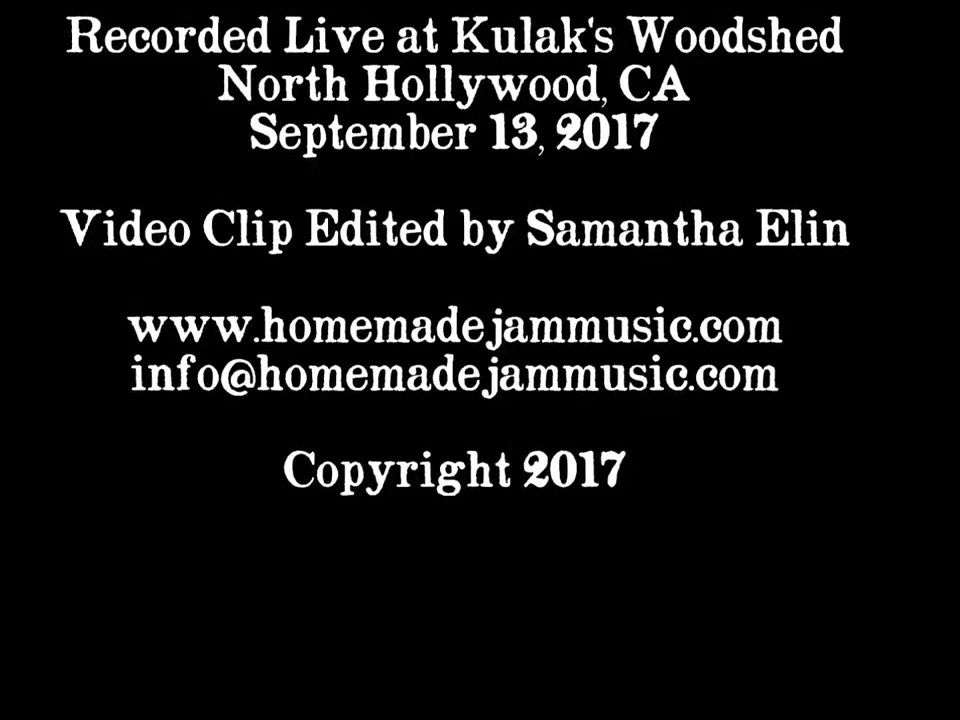 Recorded Live at Kulak's Woodshed
North Hollywood, CA
September 13, 2017
Video Clip Edited by Samantha Elin
www.homemadejammusic.com
info@homemadejammusic.com
Copyright 2017